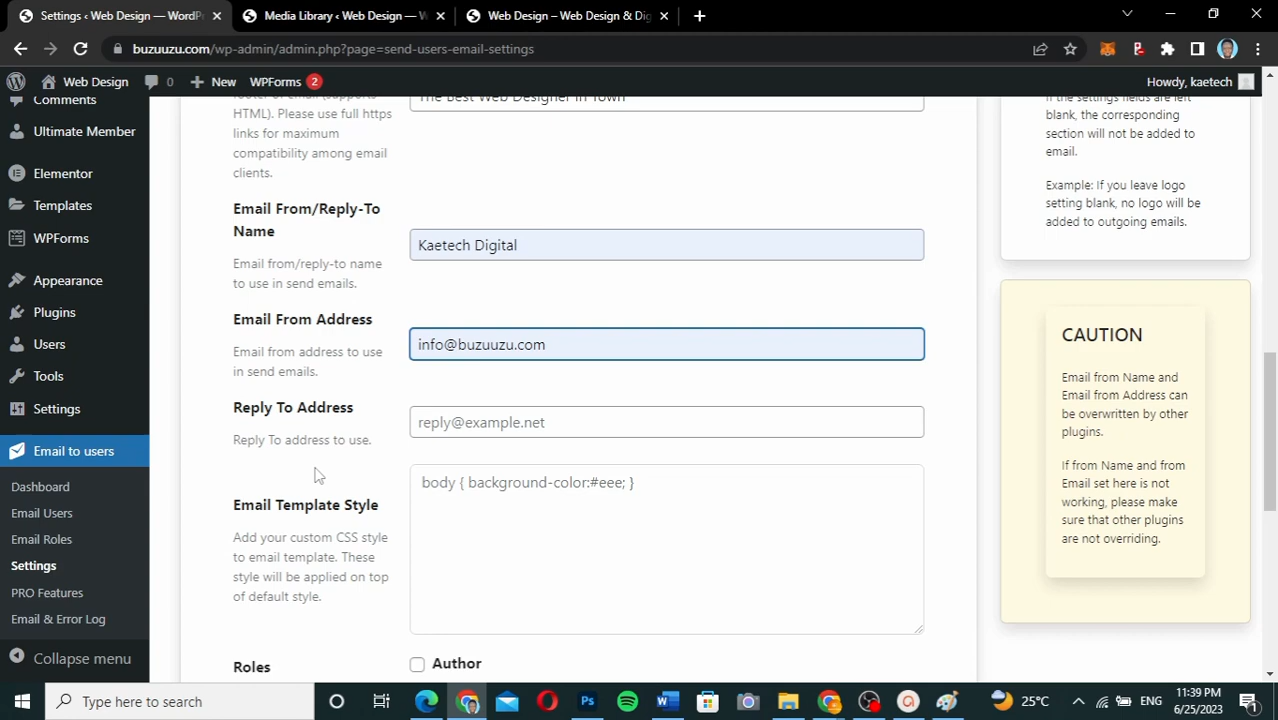 Settings ‹ Web Design — WordPr
Media Library ‹ Web Design — W
Web Design – Web Design & Dig
buzuuzu.com/wp-admin/admin.php?page=send-users-email-settings
Web Design
0
New
WPForms 2
Howdy, kaetech
Comments
Ultimate Member
Elementor
Templates
WPForms
Appearance
Plugins
Users
Tools
Settings
Email to users
Dashboard
Email Users
Email Roles
Settings
PRO Features
Email & Error Log
Collapse menu
footer of email (supports
HTML). Please use full https
links for maximum
compatibility among email
clients.
The Best Web Designer In Town
Email From/Reply-To
Name
Email from/reply-to name
to use in send emails.
Kaetech Digital
Email From Address
Email from address to use
in send emails.
info@buzuuzu.com
Reply To Address
Reply To address to use.
reply@example.net
Email Template Style
Add your custom CSS style
to email template. These
style will be applied on top
of default style.
body { background-color:#eee; }
Roles
Author
If the settings fields are left
blank, the corresponding
section will not be added to
email.
Example: If you leave logo
setting blank, no logo will be
added to outgoing emails.
CAUTION
Email from Name and
Email from Address can
be overwritten by other
plugins.
If from Name and from
Email set here is not
working, please make
sure that other plugins
are not overriding.
Type here to search
25°C
ENG
11:39 PM
6/25/2023
1